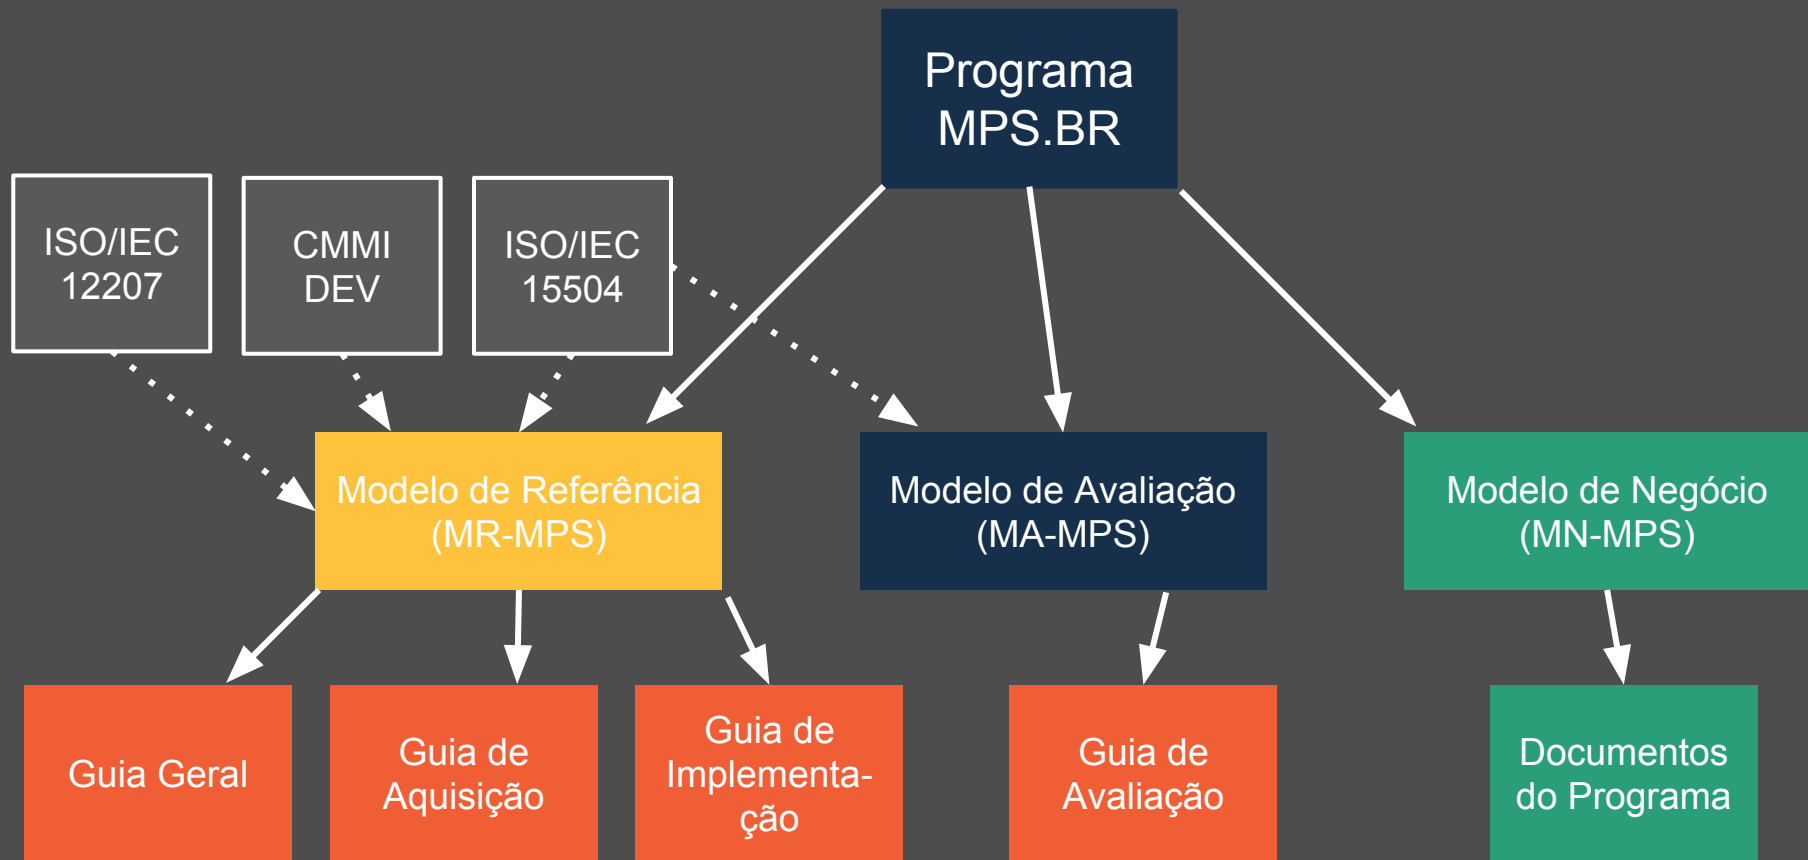 Programa
MPS.BR
ISO/IEC
12207
CMMI
DEV
ISO/IEC
15504
Modelo de Referência
(MR-MPS)
Modelo de Avaliação
(MA-MPS)
Modelo de Negócio
(MN-MPS)
Guia Geral
Guia de
Aquisição
Guia de
Implementa-
ção
Guia de
Avaliação
Documentos
do Programa